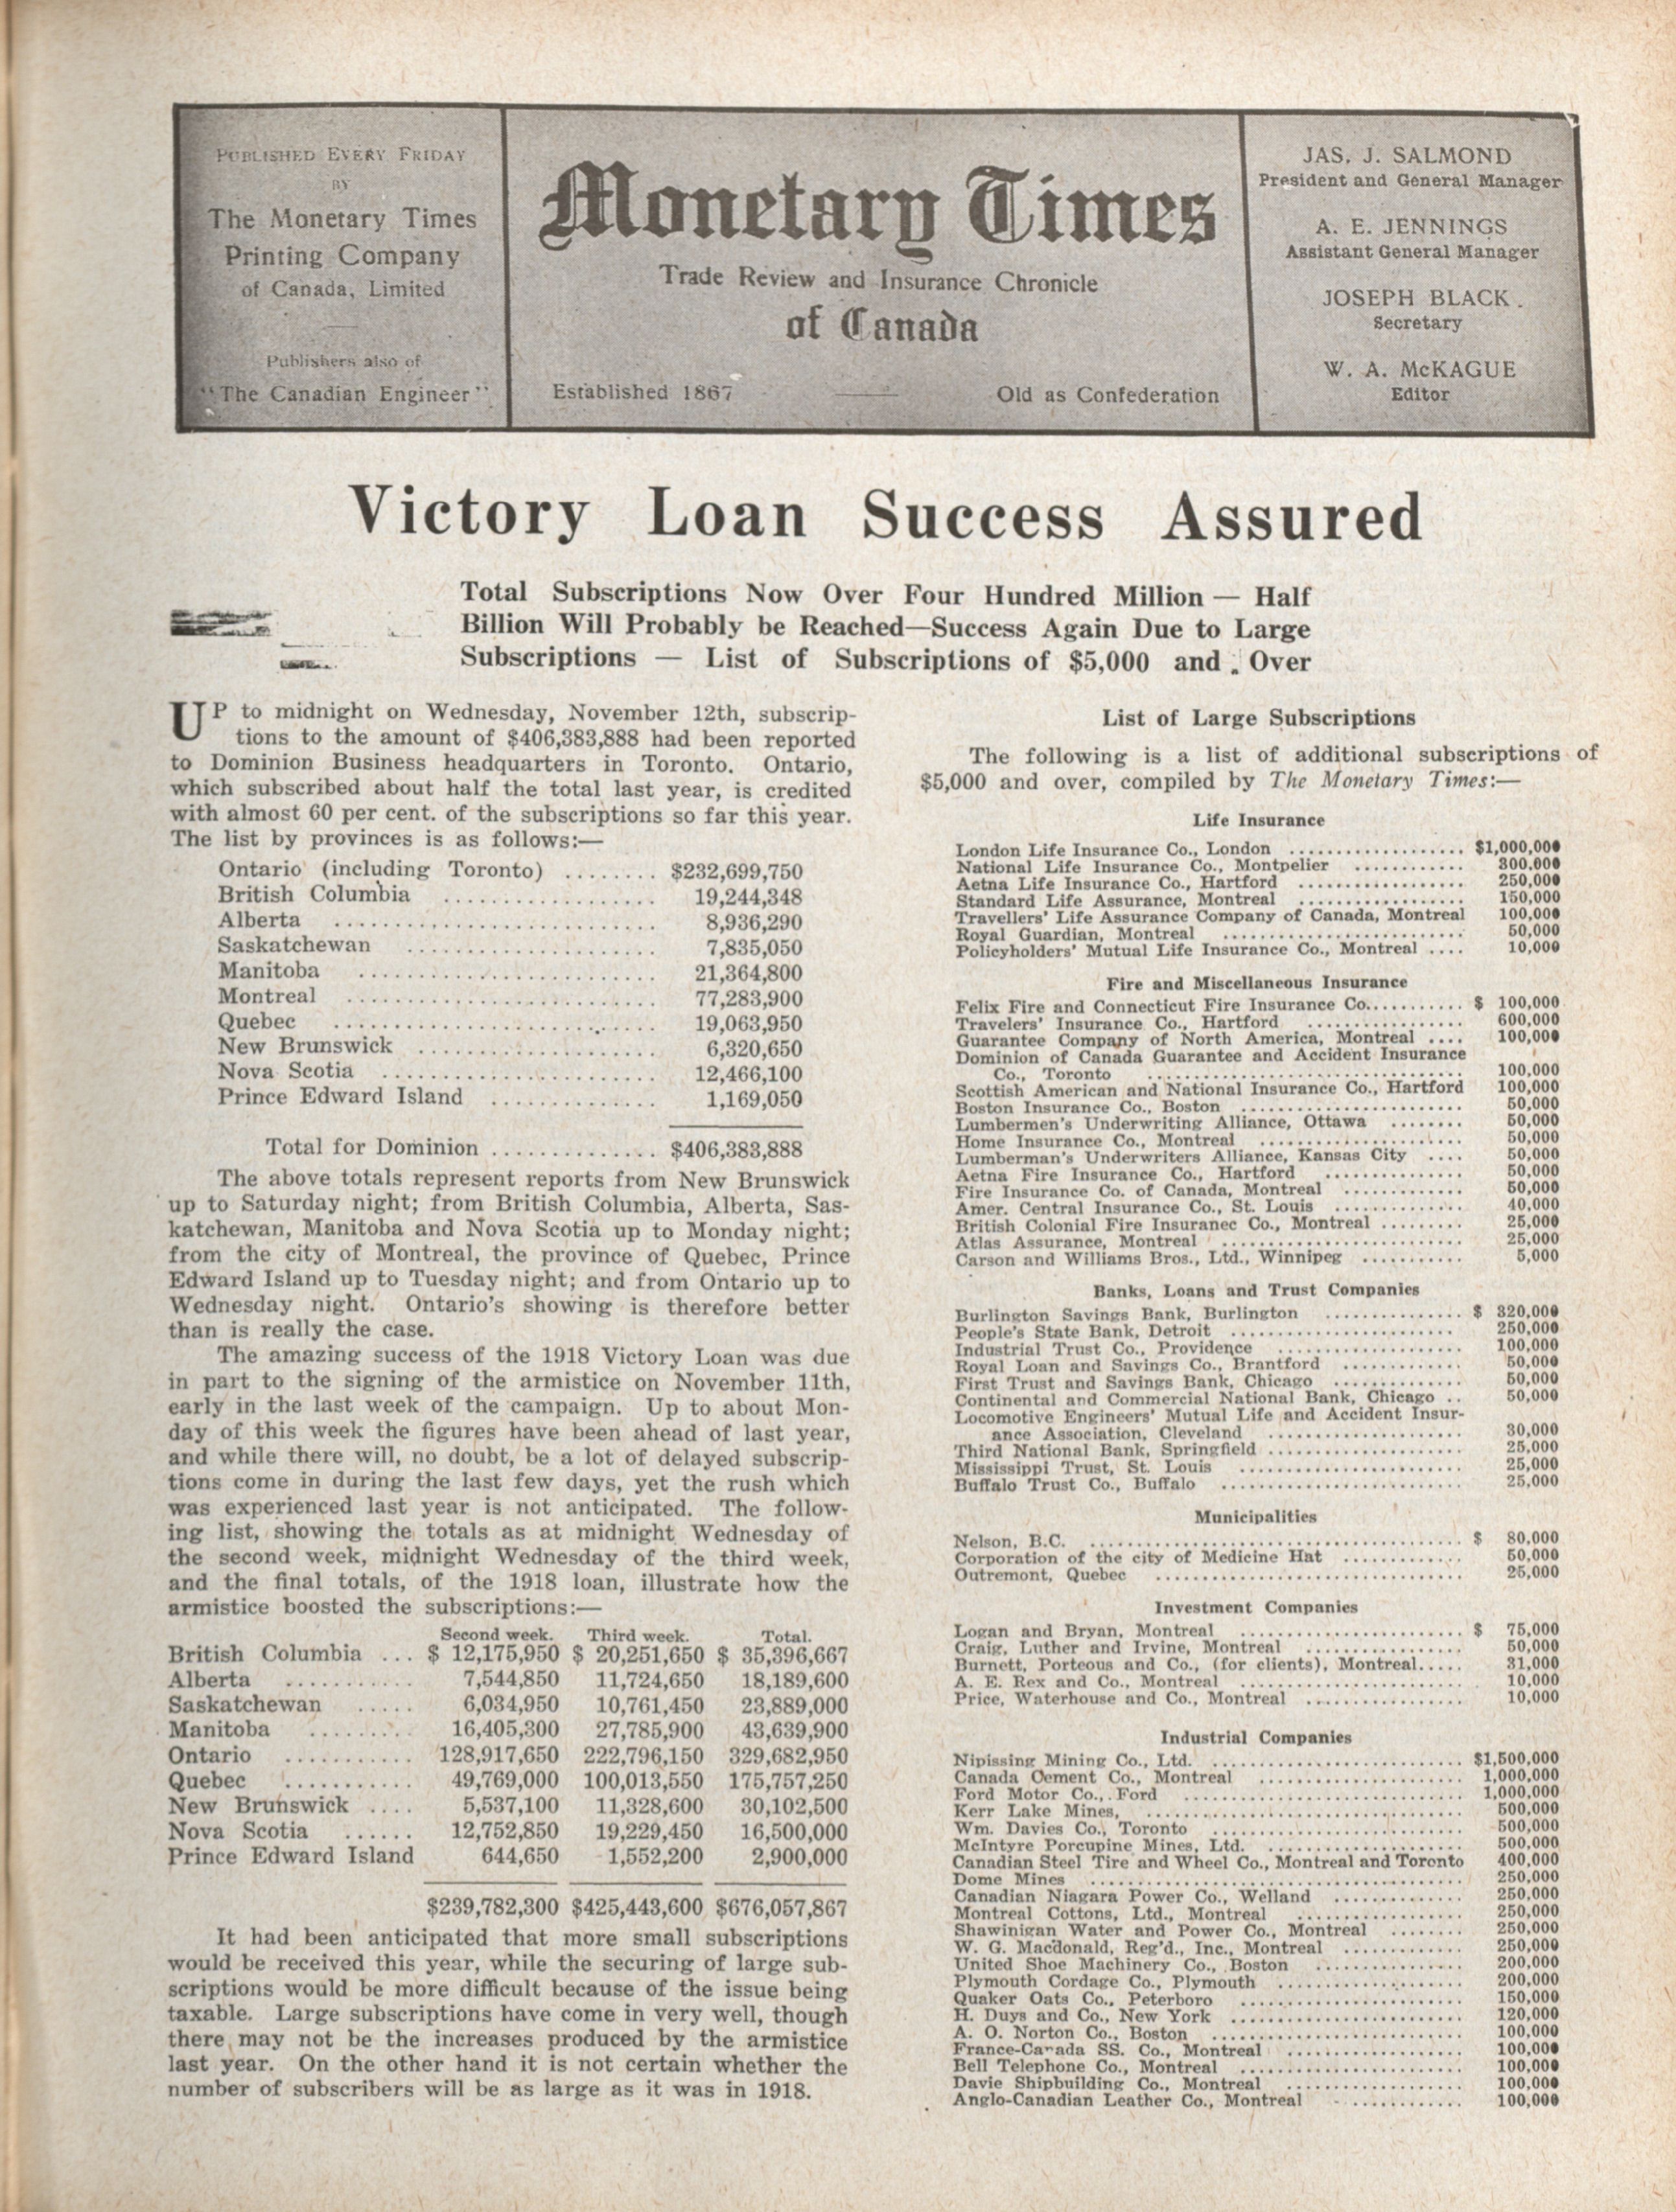 PUBLISHED EVERY FRIDAY
BY
The Monetary Times
Printing Company
of Canada, Limited
Publishers also of
"The Canadian Engineer"
Monetary Times
Trade Review and Insurance Chronicle
of Canada
Established 1867
Old as Confederation
JAS. J. SALMOND
President and General Manager
A. E. JENNINGS
Assistant General Manager
JOSEPH BLACK
Secretary
W. A. McKAGUE
Editor
Victory Loan Success Assured
Total Subscriptions Now Over Four Hundred Million — Half
Billion Will Probably be Reached—Success Again Due to Large
Subscriptions — List of Subscriptions of $5,000 and Over
UP to midnight on Wednesday, November 12th, subscrip-
tions to the amount of $406,383,888 had been reported
to Dominion Business headquarters in Toronto. Ontario,
which subscribed about half the total last year, is credited
with almost 60 per cent. of the subscriptions so far this year.
The list by provinces is as follows:—
Ontario (including Toronto) ........ $232,699,750
British Columbia .................. 19,244,348
Alberta ........................... 8,936,290
Saskatchewan ..................... 7,835,050
Manitoba ......................... 21,364,800
Montreal .......................... 77,283,900
Quebec ........................... 19,063,950
New Brunswick .................... 6,320,650
Nova Scotia ....................... 12,466,100
Prince Edward Island .............. 1,169,050
Total for Dominion .............. $406,383,888
The above totals represent reports from New Brunswick
up to Saturday night; from British Columbia, Alberta, Sas-
katchewan, Manitoba and Nova Scotia up to Monday night;
from the city of Montreal, the province of Quebec, Prince
Edward Island up to Tuesday night; and from Ontario up to
Wednesday night. Ontario's showing is therefore better
than is really the case.
The amazing success of the 1918 Victory Loan was due
in part to the signing of the armistice on November 11th,
early in the last week of the campaign. Up to about Mon-
day of this week the figures have been ahead of last year,
and while there will, no doubt, be a lot of delayed subscrip-
tions come in during the last few days, yet the rush which
was experienced last year is not anticipated. The follow-
ing list, showing the totals as at midnight Wednesday of
the second week, midnight Wednesday of the third week,
and the final totals, of the 1918 loan, illustrate how the
armistice boosted the subscriptions:—
Second week. Third week. Total.
British Columbia ... $ 12,175,950 $ 20,251,650 $ 35,396,667
Alberta ........... 7,544,850 11,724,650 18,189,600
Saskatchewan ..... 6,034,950 10,761,450 23,889,000
Manitoba ......... 16,405,300 27,785,900 43,639,900
Ontario ........... 128,917,650 222,796,150 329,682,950
Quebec ........... 49,769,000 100,013,550 175,757,250
New Brunswick .... 5,537,100 11,328,600 30,102,500
Nova Scotia ...... 12,752,850 19,229,450 16,500,000
Prince Edward Island 644,650 1,552,200 2,900,000
$239,782,300 $425,443,600 $676,057,867
It had been anticipated that more small subscriptions
would be received this year, while the securing of large sub-
scriptions would be more difficult because of the issue being
taxable. Large subscriptions have come in very well, though
there may not be the increases produced by the armistice
last year. On the other hand it is not certain whether the
number of subscribers will be as large as it was in 1918.
List of Large Subscriptions
The following is a list of additional subscriptions of
$5,000 and over, compiled by The Monetary Times:—
Life Insurance
London Life Insurance Co., London ................... $1,000,000
National Life Insurance Co., Montpelier ............ 300,000
Aetna Life Insurance Co., Hartford .................. 250,000
Standard Life Assurance, Montreal .................. 150,000
Travellers' Life Assurance Company of Canada, Montreal 100,000
Royal Guardian, Montreal .......................... 50,000
Policyholders' Mutual Life Insurance Co., Montreal .... 10,000
Fire and Miscellaneous Insurance
Felix Fire and Connecticut Fire Insurance Co........... $ 100,000
Travelers' Insurance Co., Hartford ................. 600,000
Guarantee Company of North America, Montreal .... 100,000
Dominion of Canada Guarantee and Accident Insurance
Co., Toronto .................................. 100,000
Scottish American and National Insurance Co., Hartford 100,000
Boston Insurance Co., Boston ........................ 50,000
Lumbermen's Underwriting Alliance, Ottawa ........ 50,000
Home Insurance Co., Montreal ...................... 50,000
Lumberman's Underwriters Alliance, Kansas City .... 50,000
Aetna Fire Insurance Co., Hartford ............... 50,000
Fire Insurance Co. of Canada, Montreal ............. 50,000
Amer. Central Insurance Co., St. Louis .............. 40,000
British Colonial Fire Insuranec Co., Montreal ......... 25,000
Atlas Assurance, Montreal .......................... 25,000
Carson and Williams Bros., Ltd., Winnipeg ........... 5,000
Banks, Loans and Trust Companies
Burlington Savings Bank, Burlington ............... $ 320,000
People's State Bank, Detroit ........................ 250,000
Industrial Trust Co., Providence .................... 100,000
Royal Loan and Savings Co., Brantford ............. 50,000
First Trust and Savings Bank, Chicago .............. 50,000
Continental and Commercial National Bank, Chicago .. 50,000
Locomotive Engineers' Mutual Life and Accident Insur-
ance Association, Cleveland ..................... 30,000
Third National Bank, Springfield ..................... 25,000
Mississippi Trust, St. Louis ........................ 25,000
Buffalo Trust Co., Buffalo .......................... 25,000
Municipalities
Nelson, B.C. ........................................ $ 80,000
Corporation of the city of Medicine Hat ............. 50,000
Outremont, Quebec ................................. 25,000
Investment Companies
Logan and Bryan, Montreal ........................ $ 75,000
Craig, Luther and Irvine, Montreal ................. 50,000
Burnett, Porteous and Co., (for clients), Montreal..... 31,000
A. E. Rex and Co., Montreal ........................ 10,000
Price, Waterhouse and Co., Montreal ................. 10,000
Industrial Companies
Nipissing Mining Co., Ltd. ........................... $1,500,000
Canada Cement Co., Montreal ...................... 1,000,000
Ford Motor Co., Ford .............................. 1,000,000
Kerr Lake Mines, .................................. 500,000
Wm. Davies Co., Toronto ........................... 500,000
McIntyre Porcupine Mines, Ltd. ..................... 500,000
Canadian Steel Tire and Wheel Co., Montreal and Toronto 400,000
Dome Mines ........................................ 250,000
Canadian Niagara Power Co., Welland .............. 250,000
Montreal Cottons, Ltd., Montreal .................. 250,000
Shawinigan Water and Power Co., Montreal ........ 250,000
W. G. Macdonald, Reg'd., Inc., Montreal ............. 250,000
United Shoe Machinery Co., Boston ................ 200,000
Plymouth Cordage Co., Plymouth .................... 200,000
Quaker Oats Co., Peterboro ........................ 150,000
H. Duys and Co., New York ......................... 120,000
A. O. Norton Co., Boston ........................... 100,000
France-Canada SS. Co., Montreal ................... 100,000
Bell Telephone Co., Montreal ........................ 100,000
Davie Shipbuilding Co., Montreal ................... 100,000
Anglo-Canadian Leather Co., Montreal .............. 100,000